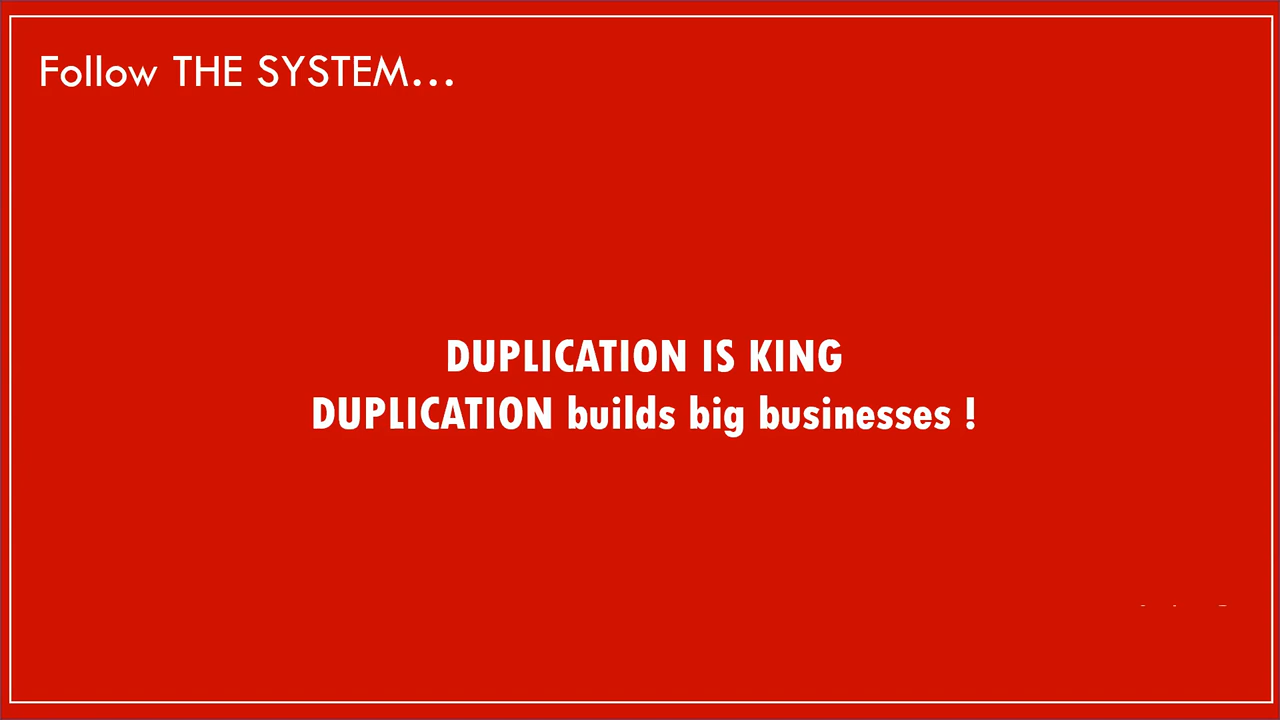 Follow THE SYSTEM...
DUPLICATION IS KING
DUPLICATION builds big businesses !